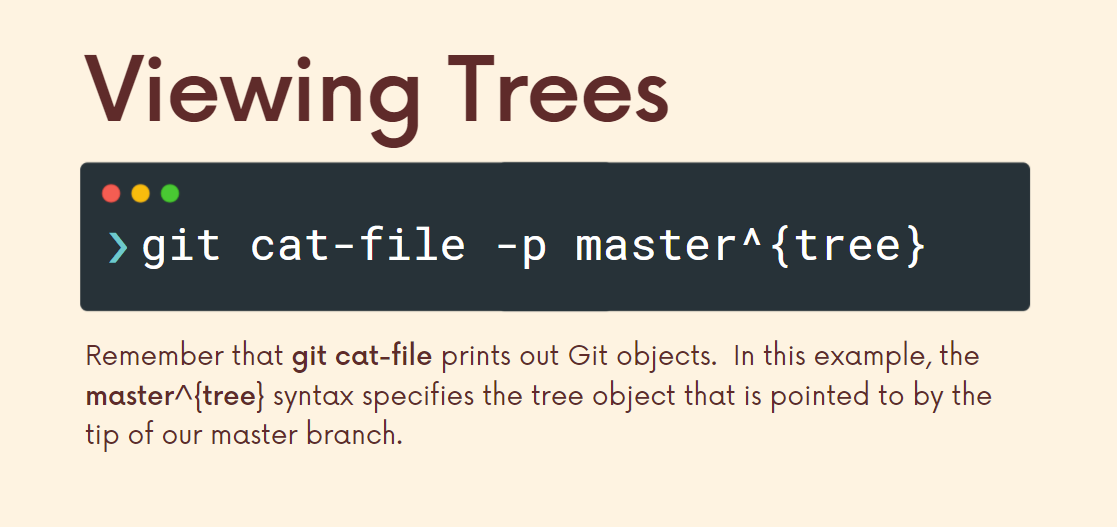 Viewing Trees
❯ git cat-file -p master^{tree}
Remember that git cat-file prints out Git objects.  In this example, the
master^{tree} syntax specifies the tree object that is pointed to by the
tip of our master branch.